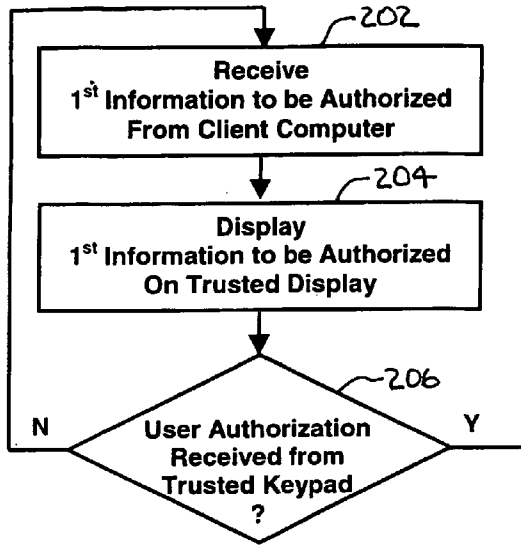 202
Receive
1st Information to be Authorized
From Client Computer
204
Display
1st Information to be Authorized
On Trusted Display
206
N
Y
User Authorization
Received from
Trusted Keypad
?